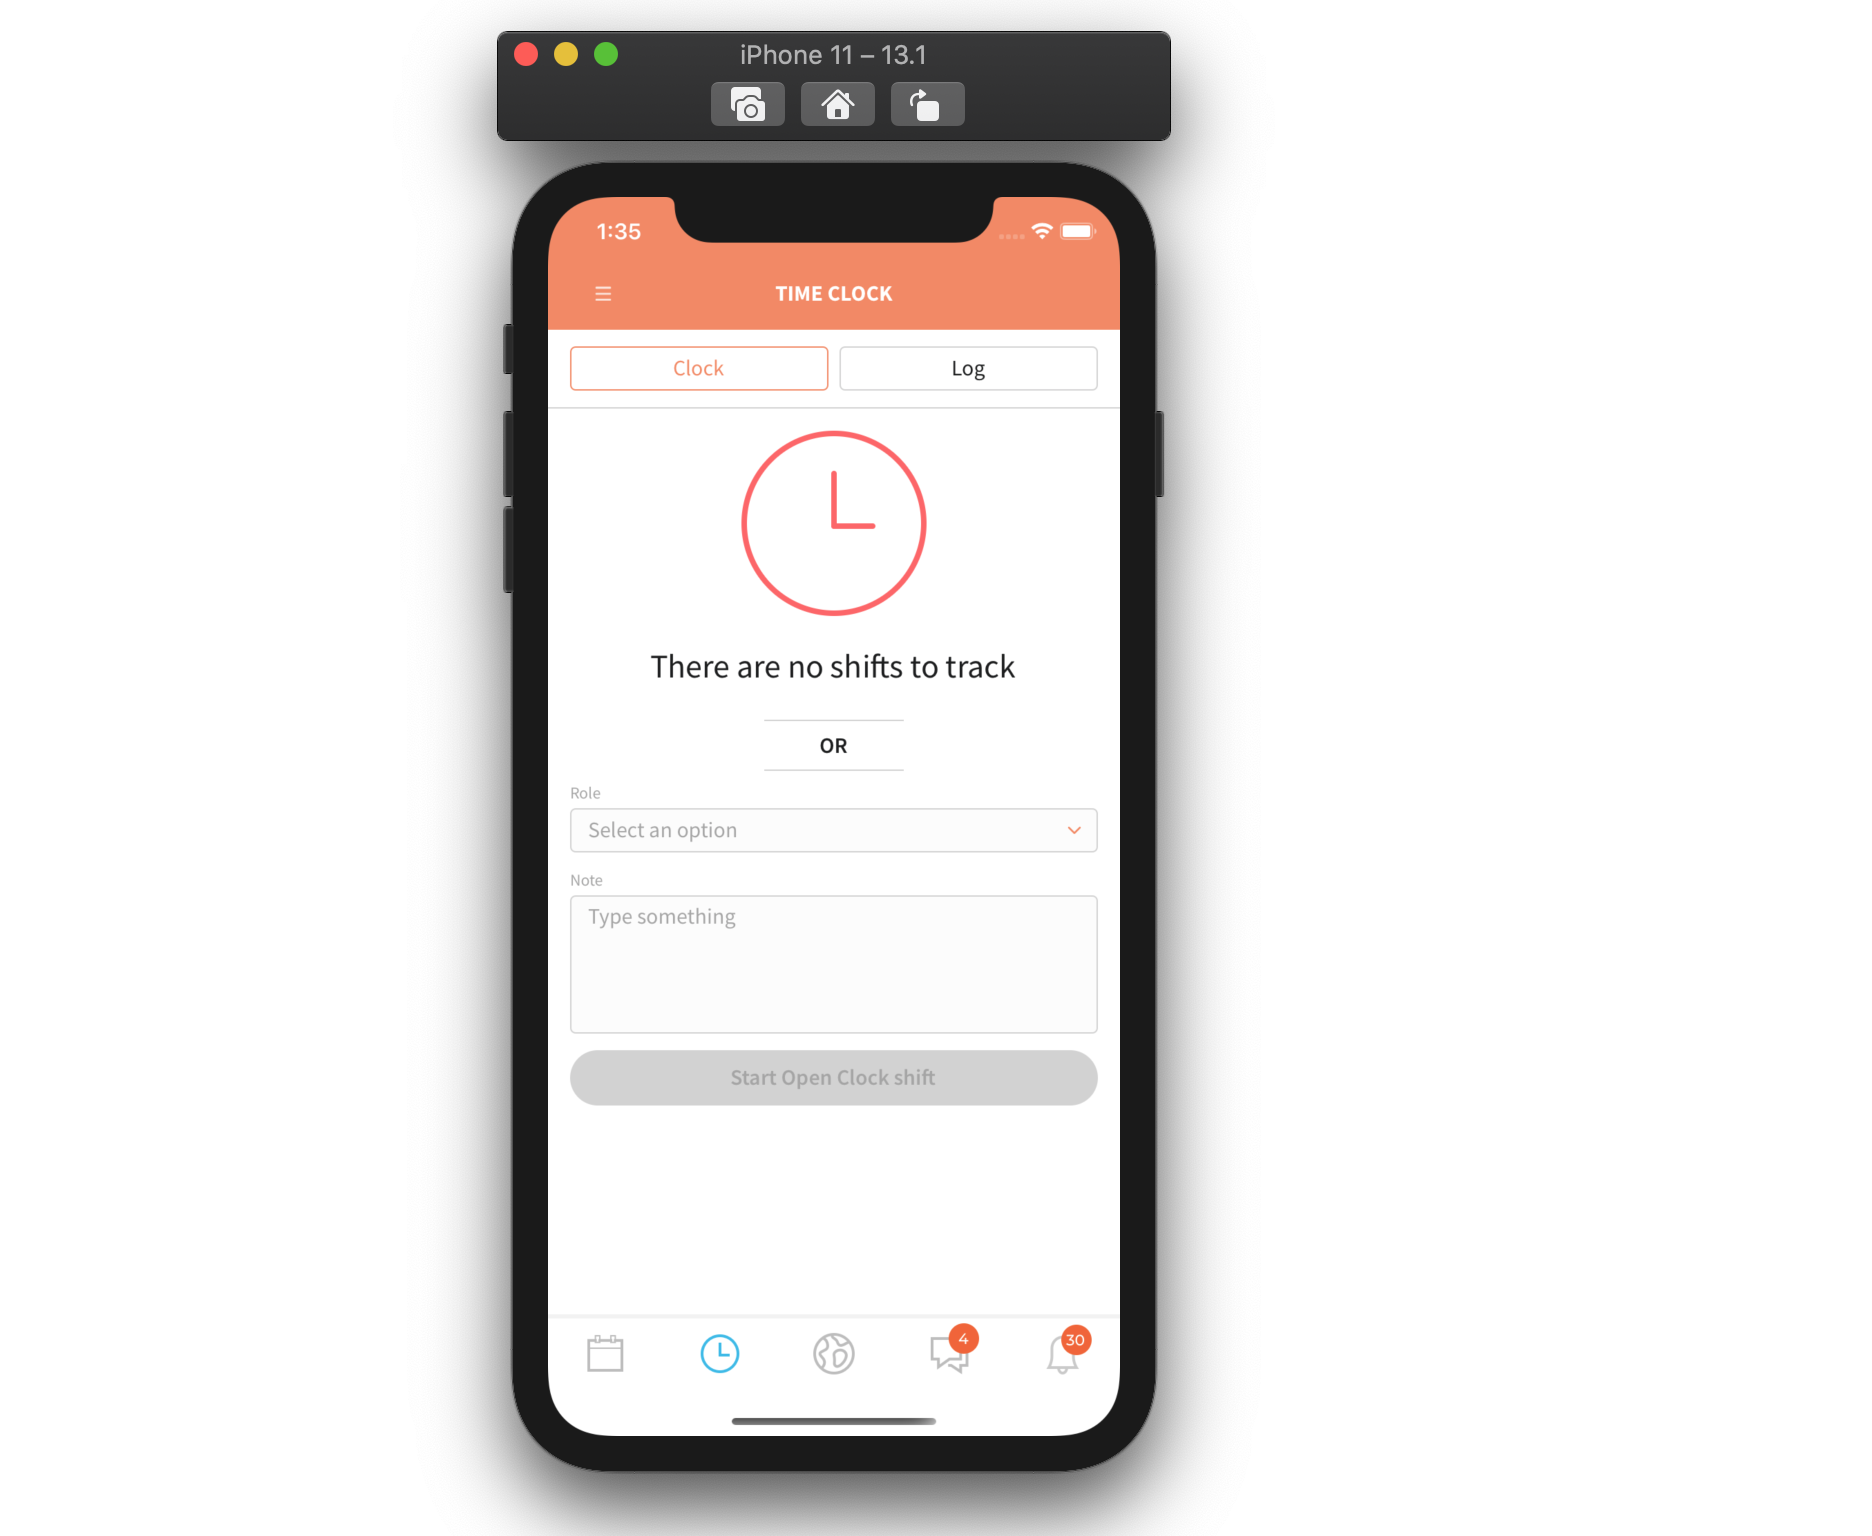 iPhone 11 – 13.1
1:35
TIME CLOCK
Clock
Log
There are no shifts to track
OR
Role
Select an option
Note
Type something
Start Open Clock shift
4
30